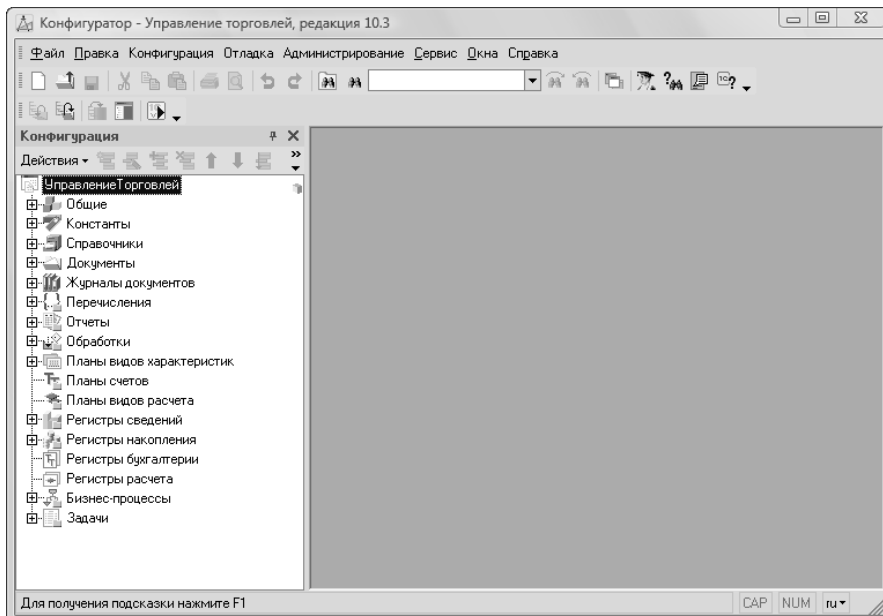 Конфигуратор - Управление торговлей, редакция 10.3
Файл Правка Конфигурация Отладка Администрирование Сервис Окна Справка
Конфигурация
Действия
УправлениеТорговлей
Общие
Константы
Справочники
Документы
Журналы документов
Перечисления
Отчеты
Обработки
Планы видов характеристик
Планы счетов
Планы видов расчета
Регистры сведений
Регистры накопления
Регистры бухгалтерии
Регистры расчета
Бизнес-процессы
Задачи
Для получения подсказки нажмите F1
CAP NUM ru